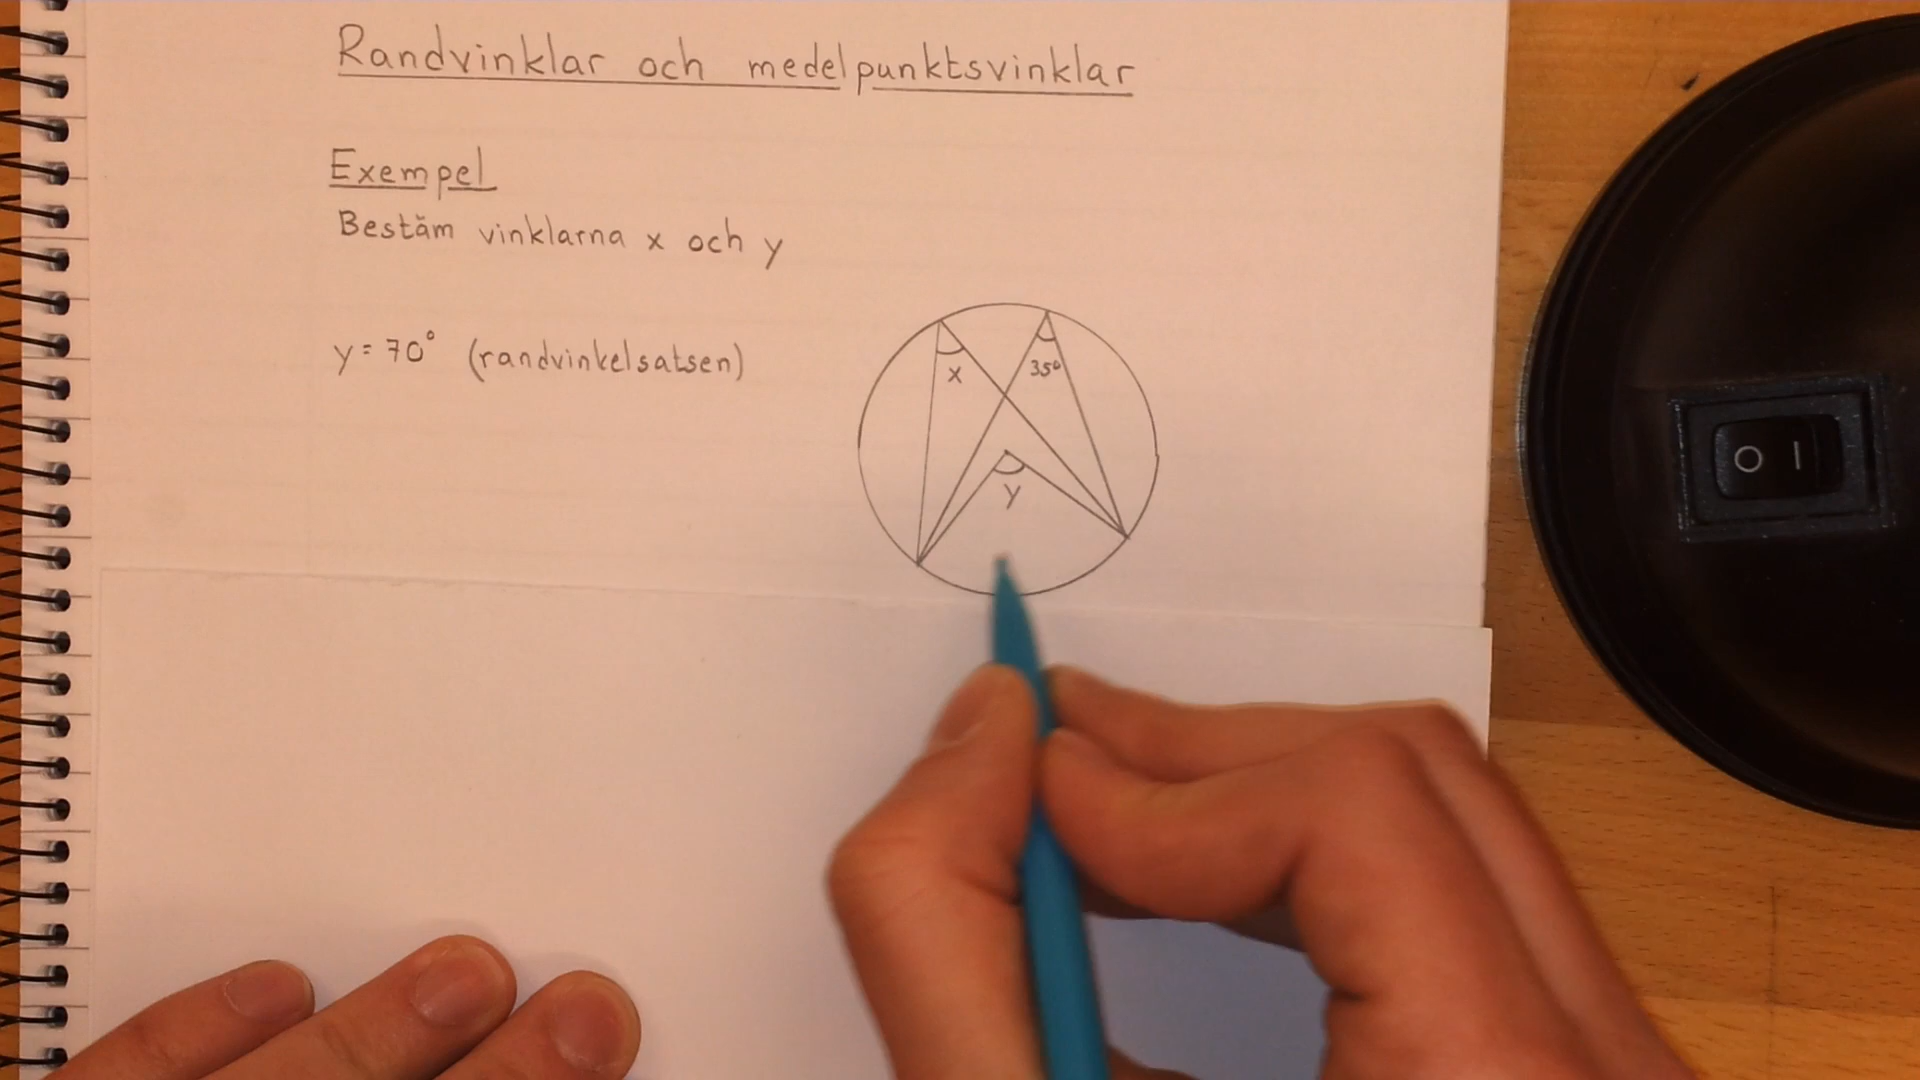 Randvinklar och medelpunktsvinklar
Exempel
Bestäm vinklarna x och y
y = 70° (randvinkelsatsen)
x
35°
y
O I